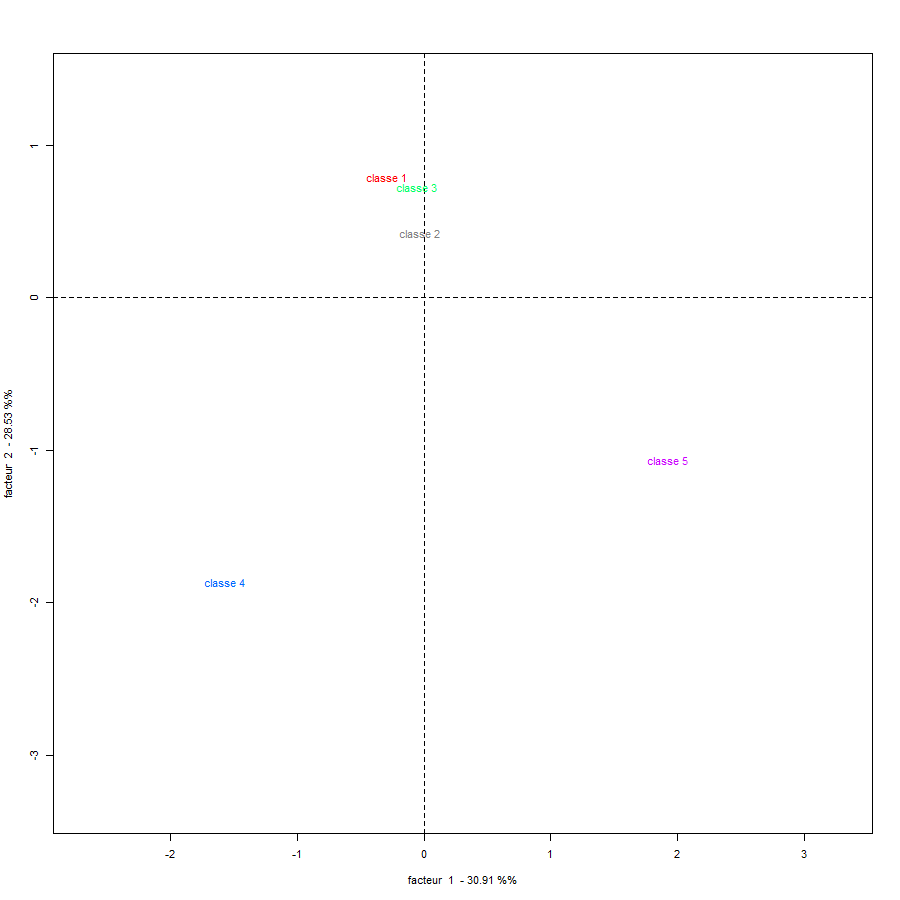 1
classe 1
classe 3
classe 2
0
facteur 2 - 28.53 %%
-1
classe 5
classe 4
-2
-3
-2 -1 0 1 2 3
facteur 1 - 30.91 %%